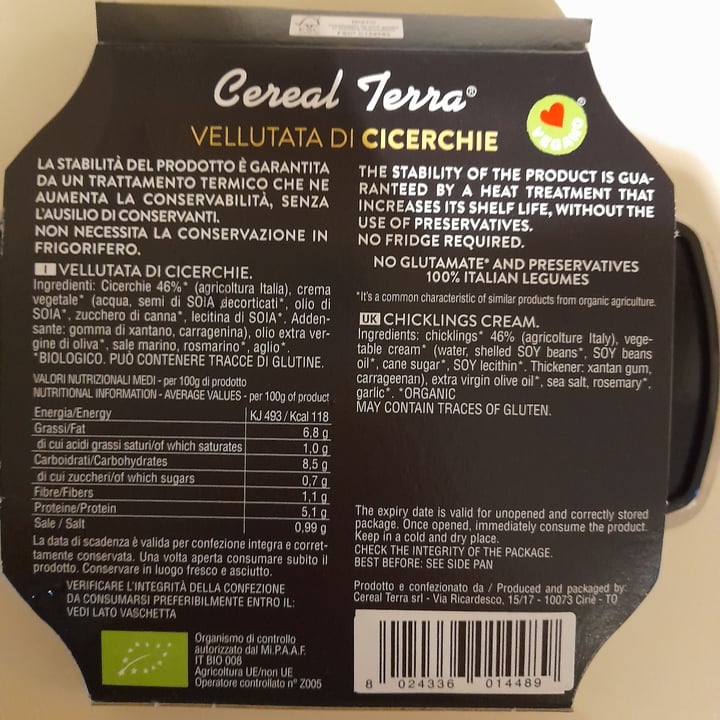 Cereal Terra®
VELLUTATA DI CICERCHIE
VEGANO
®
LA STABILITÀ DEL PRODOTTO È GARANTITA
DA UN TRATTAMENTO TERMICO CHE NE
AUMENTA LA CONSERVABILITÀ, SENZA
L'AUSILIO DI CONSERVANTI.
NON NECESSITA LA CONSERVAZIONE IN
FRIGORIFERO.
I VELLUTATA DI CICERCHIE.
Ingredienti: Cicerchie 46%* (agricoltura Italia), crema
vegetale* (acqua, semi di SOIA decorticati*, olio di
SOIA*, zucchero di canna*, lecitina di SOIA*. Adden-
sante: gomma di xantano, carragenina), olio extra ver-
gine di oliva*, sale marino, rosmarino*, aglio*.
*BIOLOGICO. PUÒ CONTENERE TRACCE DI GLUTINE.
VALORI NUTRIZIONALI MEDI - per 100g di prodotto
NUTRITIONAL INFORMATION - AVERAGE VALUES - per 100g of product
Energia/Energy KJ 493 / Kcal 118
Grassi/Fat 6,8 g
di cui acidi grassi saturi/of which saturates 1,0 g
Carboidrati/Carbohydrates 8,5 g
di cui zuccheri/of which sugars 0,7 g
Fibre/Fibers 1,1 g
Proteine/Protein 5,1 g
Sale / Salt 0,99 g
La data di scadenza è valida per confezione integra e corret-
tamente conservata. Una volta aperta consumare subito il
prodotto. Conservare in luogo fresco e asciutto.
VERIFICARE L'INTEGRITÀ DELLA CONFEZIONE
DA CONSUMARSI PREFERIBILMENTE ENTRO IL:
VEDI LATO VASCHETTA
Organismo di controllo
autorizzato dal Mi.P.A.A.F.
IT BIO 008
Agricoltura UE/non UE
Operatore controllato n° Z005
THE STABILITY OF THE PRODUCT IS GUA-
RANTEED BY A HEAT TREATMENT THAT
INCREASES ITS SHELF LIFE, WITHOUT THE
USE OF PRESERVATIVES.
NO FRIDGE REQUIRED.
NO GLUTAMATE* AND PRESERVATIVES
100% ITALIAN LEGUMES
*It's a common characteristic of similar products from organic agriculture.
UK CHICKLINGS CREAM.
Ingredients: chicklings* 46% (agricolture Italy), vege-
table cream* (water, shelled SOY beans*, SOY beans
oil*, cane sugar*, SOY lecithin*. Thickener: xantan gum,
carrageenan), extra virgin olive oil*, sea salt, rosemary*,
garlic*. *ORGANIC
MAY CONTAIN TRACES OF GLUTEN.
The expiry date is valid for unopened and correctly stored
package. Once opened, immediately consume the product.
Keep in a cold and dry place.
CHECK THE INTEGRITY OF THE PACKAGE.
BEST BEFORE: SEE SIDE PAN
Prodotto e confezionato da / Produced and packaged by:
Cereal Terra srl - Via Ricardesco, 15/17 - 10073 Ciriè - TO
8 024336 014489